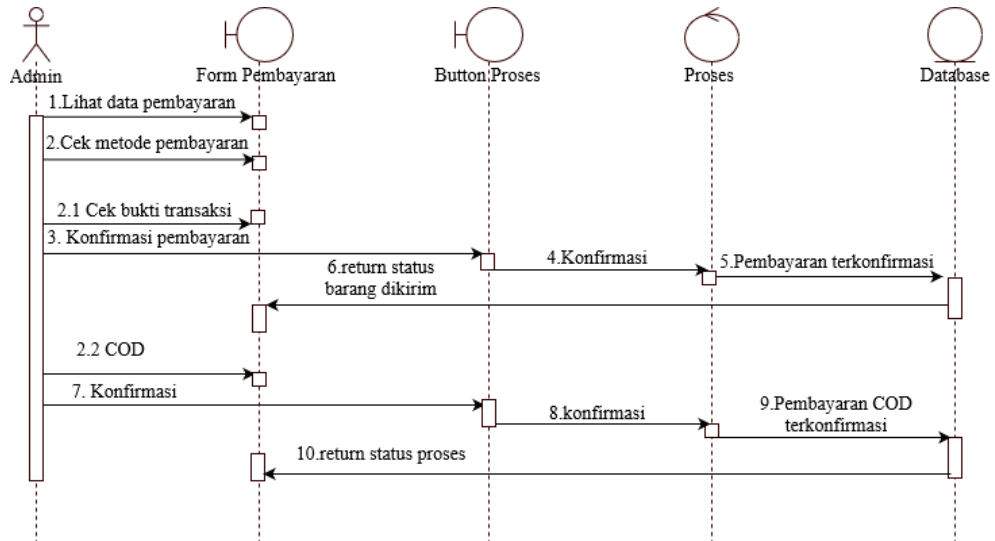 Admin
Form Pembayaran
Button Proses
Proses
Database
1.Lihat data pembayaran
2.Cek metode pembayaran
2.1 Cek bukti transaksi
3. Konfirmasi pembayaran
4.Konfirmasi
5.Pembayaran terkonfirmasi
6.return status
barang dikirim
2.2 COD
7. Konfirmasi
8.konfirmasi
9.Pembayaran COD
terkonfirmasi
10.return status proses